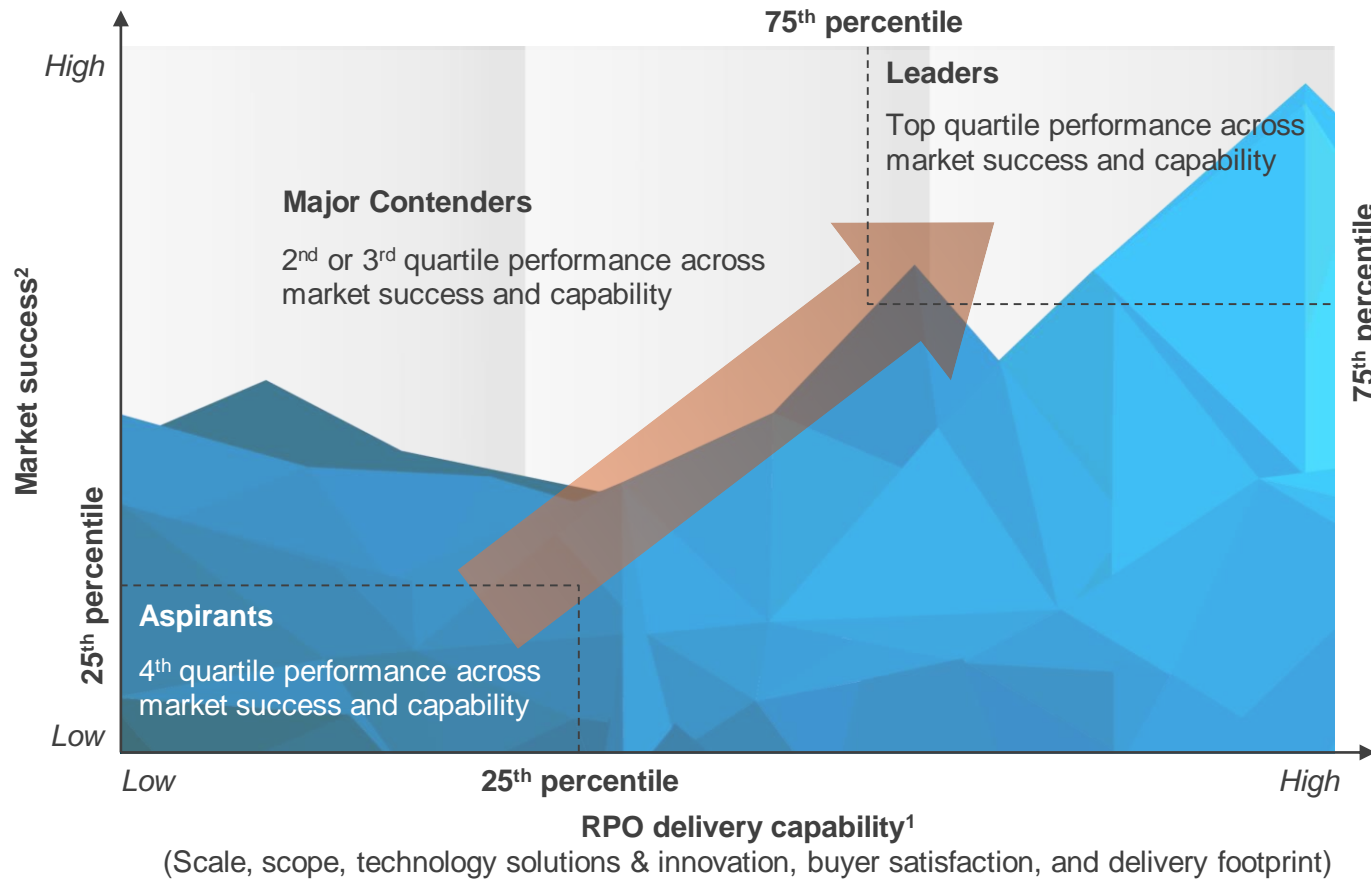 75th percentile
High
Leaders
Top quartile performance across
market success and capability
Major Contenders
2nd or 3rd quartile performance across
market success and capability
75th percentile
Market success2
25th percentile
Aspirants
4th quartile performance across
market success and capability
Low
Low
25th percentile
High
RPO delivery capability1
(Scale, scope, technology solutions & innovation, buyer satisfaction, and delivery footprint)